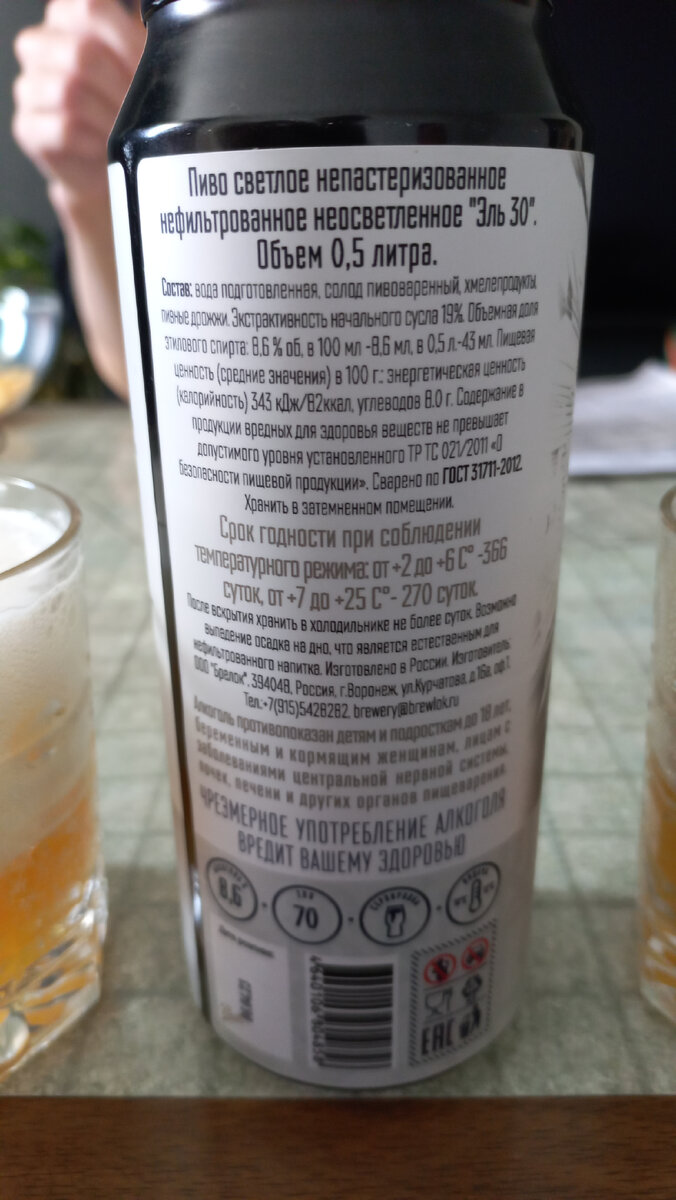 Пиво светлое непастеризованное
нефильтрованное неосветленное "Эль 30".
Объем 0,5 литра.
Состав: вода подготовленная, солод пивоваренный, хмелепродукты,
пивные дрожжи. Экстрактивность начального сусла 19%. Объемная доля
этилового спирта: 8,6 % об, в 100 мл -8,6 мл, в 0,5 л.-43 мл. Пищевая
ценность (средние значения) в 100 г.: энергетическая ценность
(калорийность) 343 кДж/82ккал, углеводов 8.0 г. Содержание в
продукции вредных для здоровья веществ не превышает
допустимого уровня установленного ТР ТС 021/2011 «О
безопасности пищевой продукции». Сварено по ГОСТ 31711-2012.
Хранить в затемненном помещении.
Срок годности при соблюдении
температурного режима: от +2 до +6 С° -366
суток, от +7 до +25 С°- 270 суток.
После вскрытия хранить в холодильнике не более суток. Возможно
выпадение осадка на дно, что является естественным для
нефильтрованного напитка. Изготовлено в России. Изготовитель:
ООО "Брелок". 394048, Россия, г.Воронеж, ул.Курчатова, д.16а, оф.1.
Тел.:+7(915)5428282, brewery@brewlok.ru
Алкоголь противопоказан детям и подросткам до 18 лет,
беременным и кормящим женщинам, лицам с
заболеваниями центральной нервной системы,
почек, печени и других органов пищеварения.
ЧРЕЗМЕРНОЕ УПОТРЕБЛЕНИЕ АЛКОГОЛЯ
ВРЕДИТ ВАШЕМУ ЗДОРОВЬЮ
8,6
70
Дата розлива:
EAC